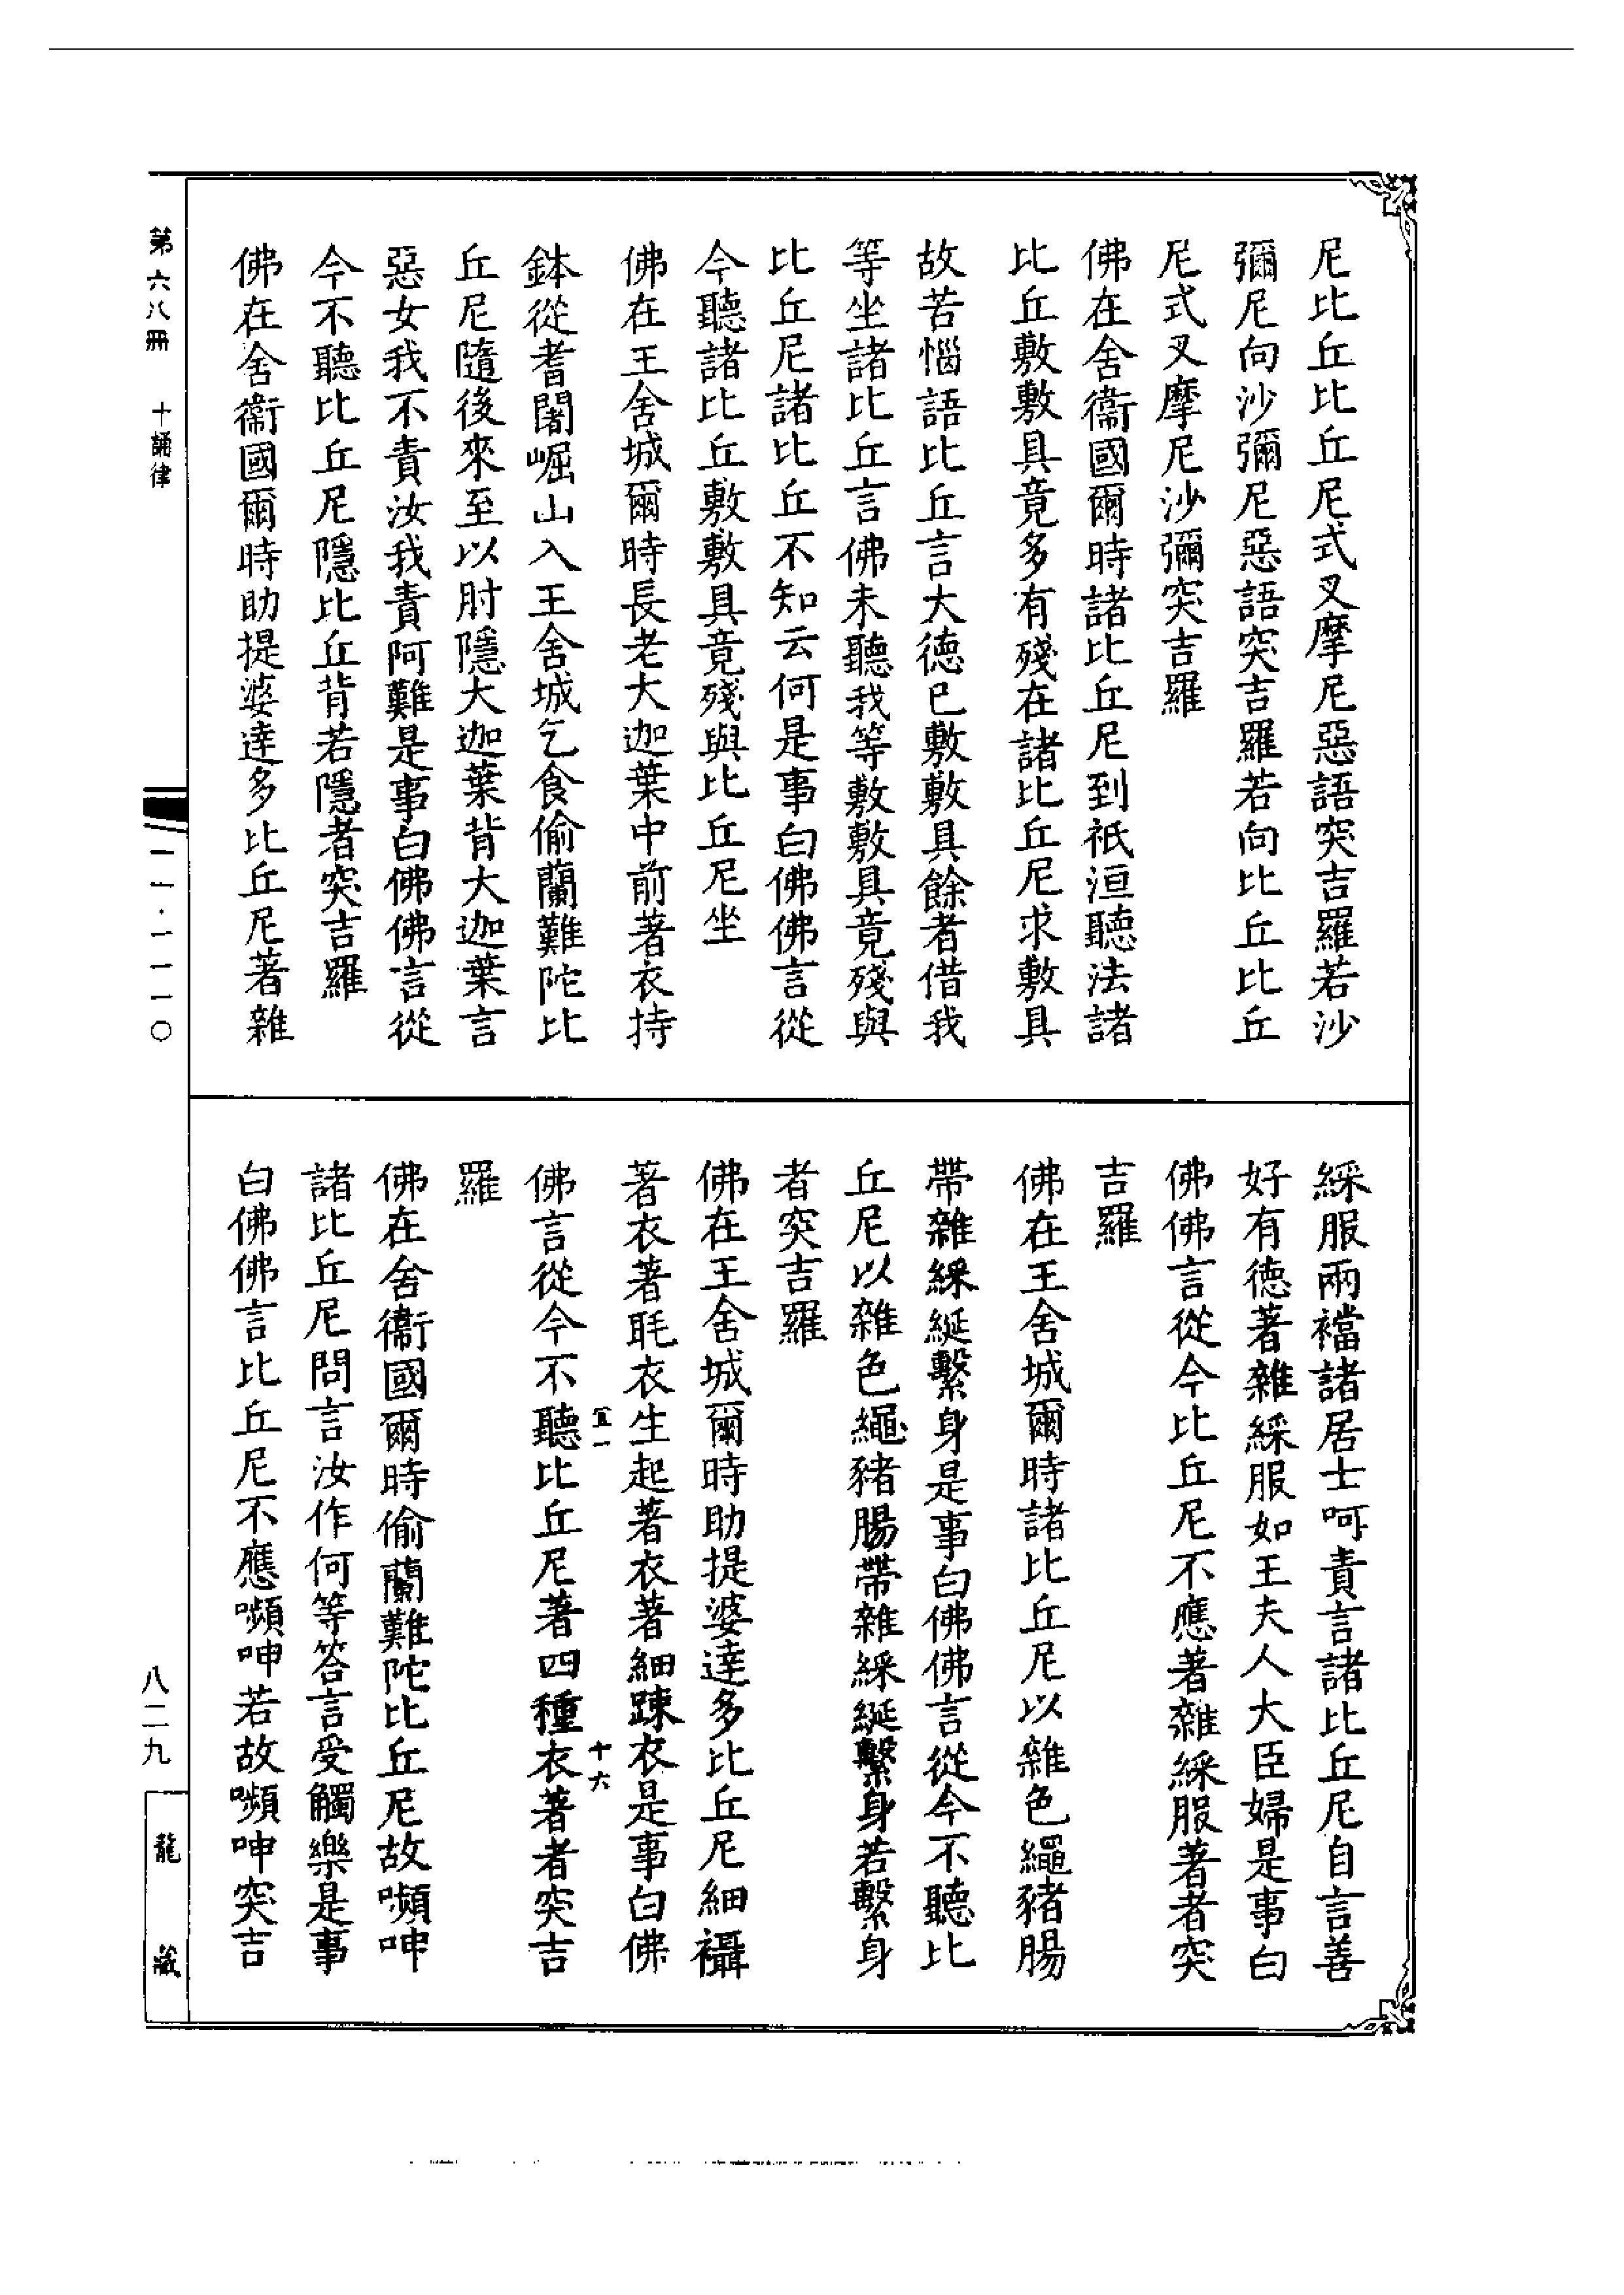 尼比丘比丘尼式叉摩尼惡語突吉羅若沙
彌尼向沙彌尼惡語突吉羅若向比丘比丘
尼式叉摩尼沙彌突吉羅
佛在舍衞國爾時諸比丘尼到祇洹聽法諸
比丘敷敷具竟多有殘在諸比丘尼求敷具
故苦惱語比丘言大德已敷敷具餘者借我
等坐諸比丘言佛未聽我等敷敷具竟殘與
比丘尼諸比丘不知云何是事白佛佛言從
今聽諸比丘敷敷具竟殘與比丘尼坐
佛在王舍城爾時長老大迦葉中前著衣持
鉢從耆闍崛山入王舍城乞食偷蘭難陀比
丘尼隨後來至以肘隱大迦葉背大迦葉言
惡女我不責汝我責阿難是事白佛佛言從
今不聽比丘尼隱比丘背若隱者突吉羅
佛在舍衞國爾時助提婆達多比丘尼著雜
綵服兩襠諸居士呵責言諸比丘尼自言善
好有德著雜綵服如王夫人大臣婦是事白
佛佛言從今比丘尼不應著雜綵服著者突
吉羅
佛在王舍城爾時諸比丘尼以雜色繩豬腸
帶雜綵綖繫身是事白佛佛言從今不聽比
丘尼以雜色繩豬腸帶雜綵綖繫身若繫身
者突吉羅
佛在王舍城爾時助提婆達多比丘尼細襵
著衣著毦衣生起著衣著細踈衣是事白佛
宜一 十六
佛言從今不聽比丘尼著四種衣著者突吉
羅
佛在舍衞國爾時偷蘭難陀比丘尼故嚬呻
諸比丘尼問言汝作何等答言受觸樂是事
白佛佛言比丘尼不應嚬呻若故嚬呻突吉
第六八冊 十誦律
一一·一一一〇
八二九
龍藏